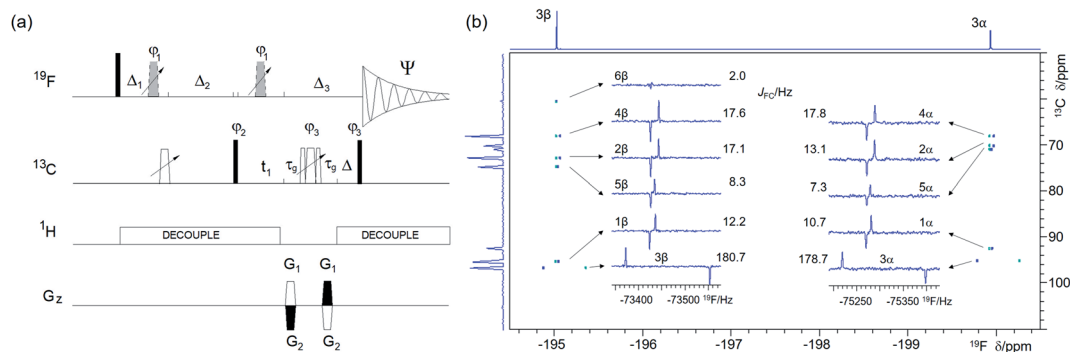 (a)
¹⁹F
Δ₁
φ₁
Δ₂
φ₁
Δ₃
Ψ
¹³C
φ₂
t₁
τg
φ₃
τg
Δ
φ₃
¹H
DECOUPLE
DECOUPLE
Gz
G₁
G₁
G₂
G₂
(b)
3β
3α
6β
2.0
J_FC/Hz
4β
17.6
17.8
4α
2β
17.1
13.1
2α
5β
8.3
7.3
5α
1β
12.2
10.7
1α
3β
180.7
178.7
3α
-73400
-73500
¹⁹F/Hz
-75250
-75350
¹⁹F/Hz
¹³C δ/ppm
70
80
90
100
-195
-196
-197
-198
-199
¹⁹F δ/ppm